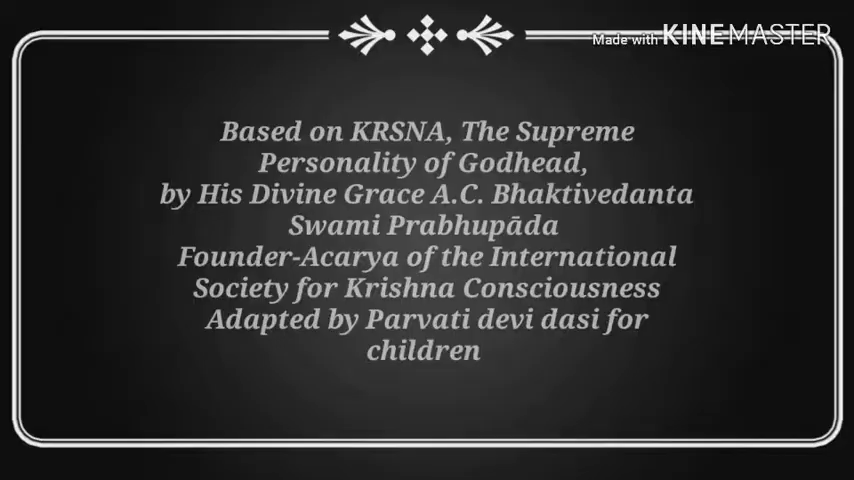 Made with KINEMASTER
Based on KRSNA, The Supreme
Personality of Godhead,
by His Divine Grace A.C. Bhaktivedanta
Swami Prabhupāda
Founder-Acarya of the International
Society for Krishna Consciousness
Adapted by Parvati devi dasi for
children